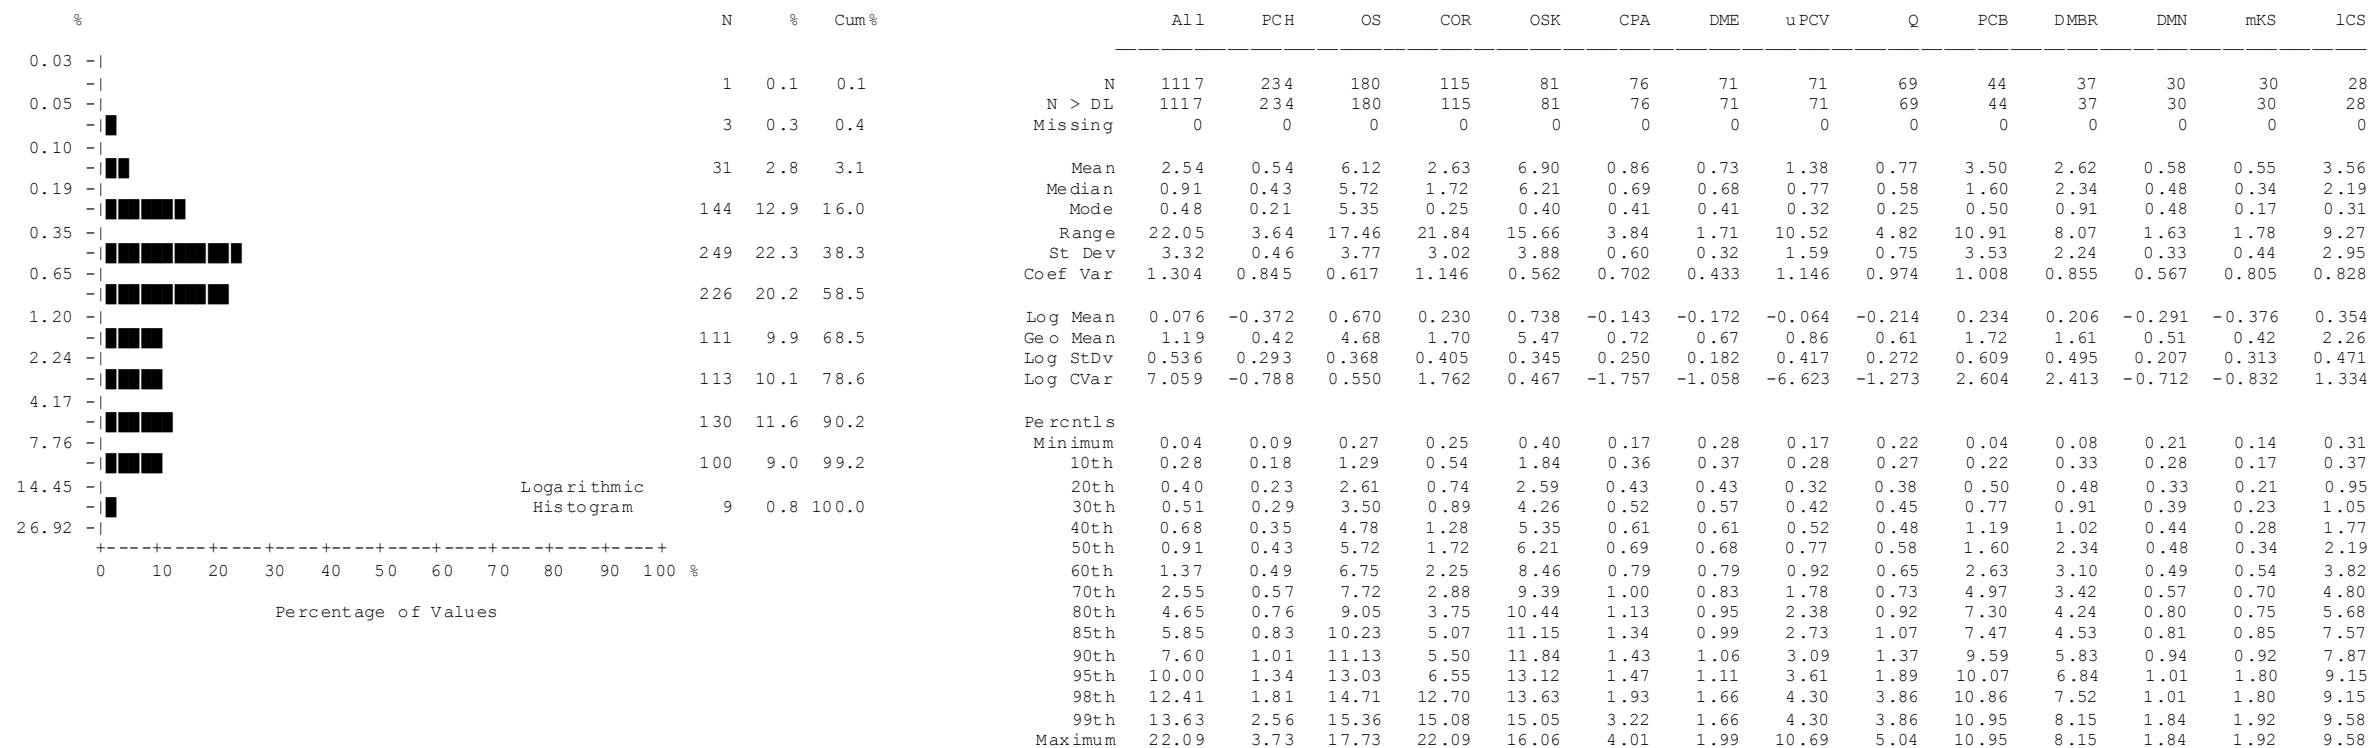 % N % Cum% All PCH OS COR OSK CPA DME uPCV Q PCB DMBR DMN mKS lCS
0.03
1 0.1 0.1 N 1117 234 180 115 81 76 71 71 69 44 37 30 30 28
0.05 N > DL 1117 234 180 115 81 76 71 71 69 44 37 30 30 28
3 0.3 0.4 Missing 0 0 0 0 0 0 0 0 0 0 0 0 0 0
0.10
31 2.8 3.1 Mean 2.54 0.54 6.12 2.63 6.90 0.86 0.73 1.38 0.77 3.50 2.62 0.58 0.55 3.56
0.19 Median 0.91 0.43 5.72 1.72 6.21 0.69 0.68 0.77 0.58 1.60 2.34 0.48 0.34 2.19
144 12.9 16.0 Mode 0.48 0.21 5.35 0.25 0.40 0.41 0.41 0.32 0.25 0.50 0.91 0.48 0.17 0.31
0.35 Range 22.05 3.64 17.46 21.84 15.66 3.84 1.71 10.52 4.82 10.91 8.07 1.63 1.78 9.27
249 22.3 38.3 St Dev 3.32 0.46 3.77 3.02 3.88 0.60 0.32 1.59 0.75 3.53 2.24 0.33 0.44 2.95
0.65 Coef Var 1.304 0.845 0.617 1.146 0.562 0.702 0.433 1.146 0.974 1.008 0.855 0.567 0.805 0.828
226 20.2 58.5
1.20 Log Mean 0.076 -0.372 0.670 0.230 0.738 -0.143 -0.172 -0.064 -0.214 0.234 0.206 -0.291 -0.376 0.354
111 9.9 68.5 Geo Mean 1.19 0.42 4.68 1.70 5.47 0.72 0.67 0.86 0.61 1.72 1.61 0.51 0.42 2.26
2.24 Log StDv 0.536 0.293 0.368 0.405 0.345 0.250 0.182 0.417 0.272 0.609 0.495 0.207 0.313 0.471
113 10.1 78.6 Log CVar 7.059 -0.788 0.550 1.762 0.467 -1.757 -1.058 -6.623 -1.273 2.604 2.413 -0.712 -0.832 1.334
4.17
130 11.6 90.2 Percntls
7.76 Minimum 0.04 0.09 0.27 0.25 0.40 0.17 0.28 0.17 0.22 0.04 0.08 0.21 0.14 0.31
100 9.0 99.2 10th 0.28 0.18 1.29 0.54 1.84 0.36 0.37 0.28 0.27 0.22 0.33 0.28 0.17 0.37
14.45 Logarithmic 20th 0.40 0.23 2.61 0.74 2.59 0.43 0.43 0.32 0.38 0.50 0.48 0.33 0.21 0.95
Histogram 9 0.8 100.0 30th 0.51 0.29 3.50 0.89 4.26 0.52 0.57 0.42 0.45 0.77 0.91 0.39 0.23 1.05
26.92 40th 0.68 0.35 4.78 1.28 5.35 0.61 0.61 0.52 0.48 1.19 1.02 0.44 0.28 1.77
50th 0.91 0.43 5.72 1.72 6.21 0.69 0.68 0.77 0.58 1.60 2.34 0.48 0.34 2.19
0 10 20 30 40 50 60 70 80 90 100 % 60th 1.37 0.49 6.75 2.25 8.46 0.79 0.79 0.92 0.65 2.63 3.10 0.49 0.54 3.82
70th 2.55 0.57 7.72 2.88 9.39 1.00 0.83 1.78 0.73 4.97 3.42 0.57 0.70 4.80
Percentage of Values 80th 4.65 0.76 9.05 3.75 10.44 1.13 0.95 2.38 0.92 7.30 4.24 0.80 0.75 5.68
85th 5.85 0.83 10.23 5.07 11.15 1.34 0.99 2.73 1.07 7.47 4.53 0.81 0.85 7.57
90th 7.60 1.01 11.13 5.50 11.84 1.43 1.06 3.09 1.37 9.59 5.83 0.94 0.92 7.87
95th 10.00 1.34 13.03 6.55 13.12 1.47 1.11 3.61 1.89 10.07 6.84 1.01 1.80 9.15
98th 12.41 1.81 14.71 12.70 13.63 1.93 1.66 4.30 3.86 10.86 7.52 1.01 1.80 9.15
99th 13.63 2.56 15.36 15.08 15.05 3.22 1.66 4.30 3.86 10.95 8.15 1.84 1.92 9.58
Maximum 22.09 3.73 17.73 22.09 16.06 4.01 1.99 10.69 5.04 10.95 8.15 1.84 1.92 9.58